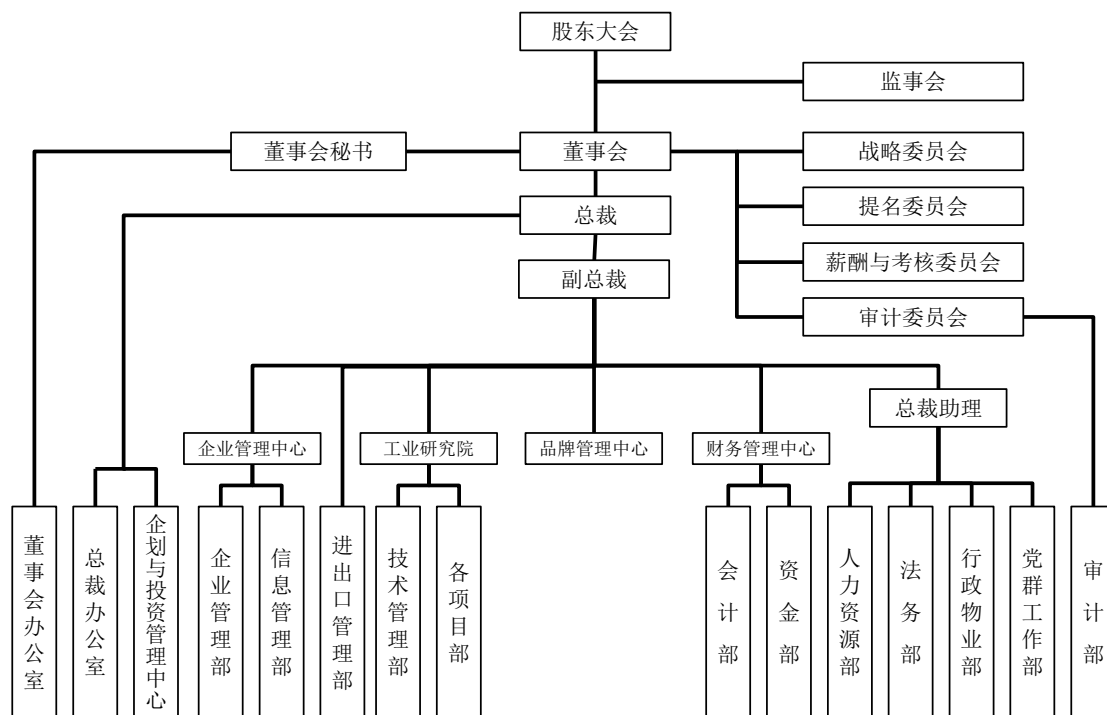 股东大会
监事会
董事会秘书
董事会
战略委员会
总裁
提名委员会
副总裁
薪酬与考核委员会
审计委员会
总裁助理
企业管理中心
工业研究院
品牌管理中心
财务管理中心
董事会办公室
总裁办公室
企划与投资管理中心
企业管理部
信息管理部
进出口管理部
技术管理部
各项目部
会计部
资金部
人力资源部
法务部
行政物业部
党群工作部
审计部